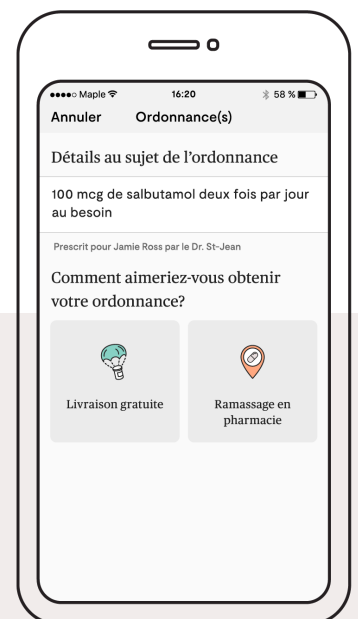 Maple 16:20 58 %
Annuler Ordonnance(s)
Détails au sujet de l'ordonnance
100 mcg de salbutamol deux fois par jour
au besoin
Prescrit pour Jamie Ross par le Dr. St-Jean
Comment aimeriez-vous obtenir
votre ordonnance?
Livraison gratuite
Ramassage en
pharmacie